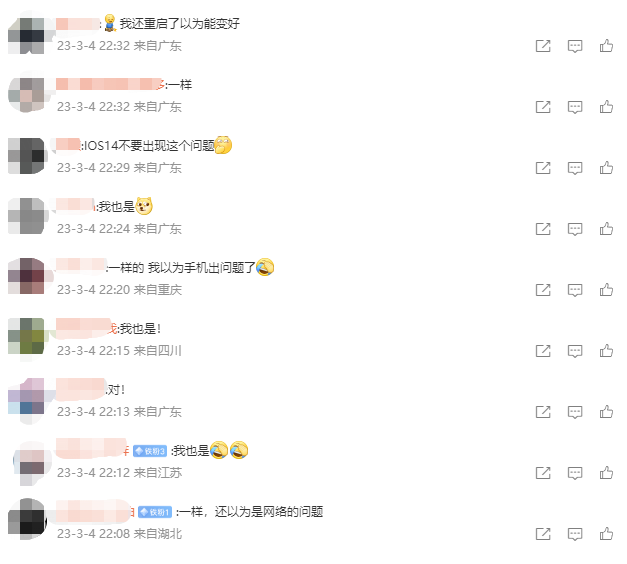 :我还重启了以为能变好
23-3-4 22:32 来自广东
:一样
23-3-4 22:32 来自广东
:IOS14不要出现这个问题
23-3-4 22:29 来自广东
:我也是
23-3-4 22:24 来自广东
:一样的 我以为手机出问题了
23-3-4 22:20 来自重庆
:我也是!
23-3-4 22:15 来自四川
:对!
23-3-4 22:13 来自广东
铁粉3 :我也是
23-3-4 22:12 来自江苏
铁粉1 :一样，还以为是网络的问题
23-3-4 22:08 来自湖北